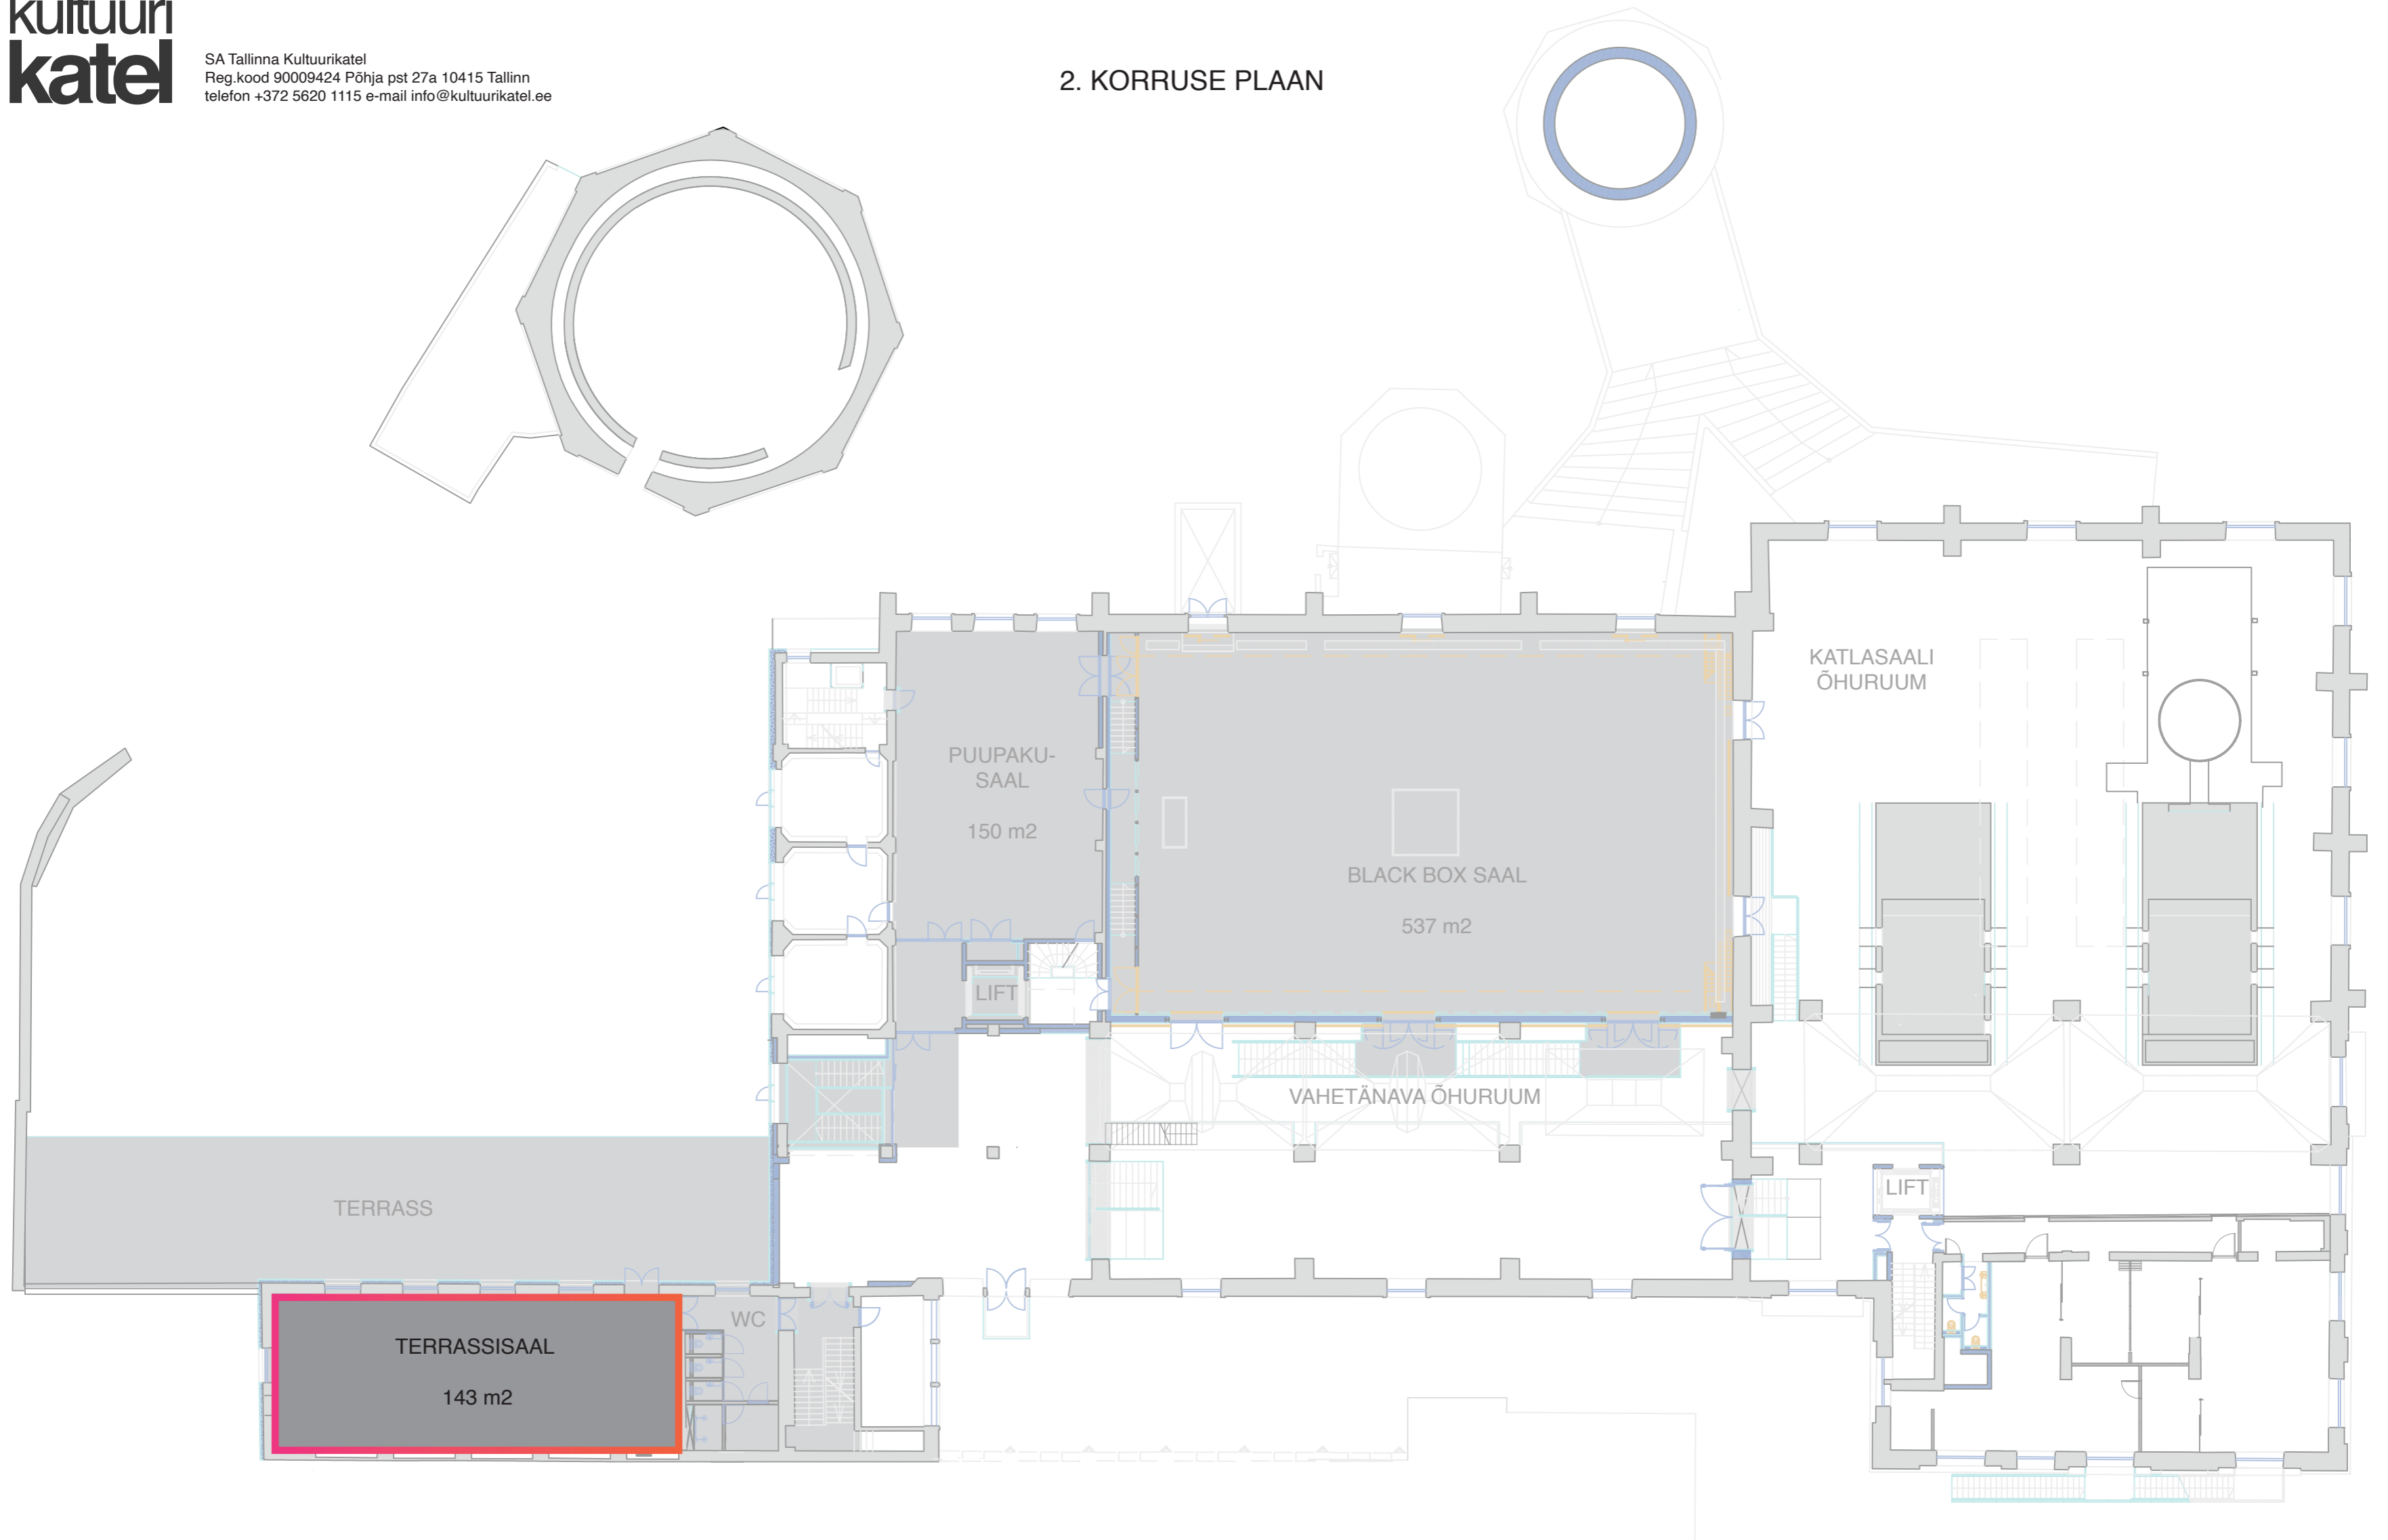 kultuuri
katel
SA Tallinna Kultuurikatel
Reg.kood 90009424 Põhja pst 27a 10415 Tallinn
telefon +372 5620 1115 e-mail info@kultuurikatel.ee
2. KORRUSE PLAAN
KATLASAALI
ÕHURUUM
PUUPAKU-
SAAL
150 m2
BLACK BOX SAAL
537 m2
LIFT
VAHETÄNAVA ÕHURUUM
LIFT
TERRASS
WC
TERRASSISAAL
143 m2